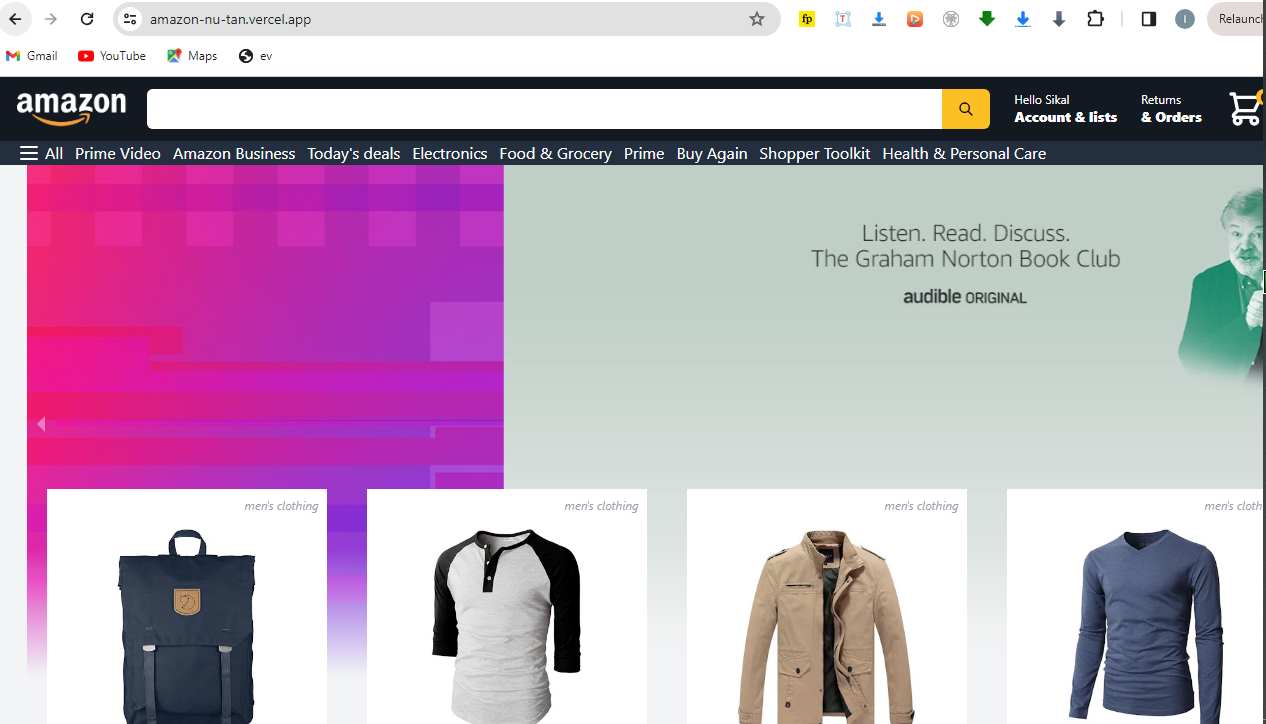 amazon-nu-tan.vercel.app
fp
T
I
Relaunch
Gmail YouTube Maps ev
amazon
Hello Sikal
Account & lists
Returns
& Orders
All Prime Video Amazon Business Today's deals Electronics Food & Grocery Prime Buy Again Shopper Toolkit Health & Personal Care
Listen. Read. Discuss.
The Graham Norton Book Club
audible ORIGINAL
men's clothing men's clothing men's clothing men's cloth